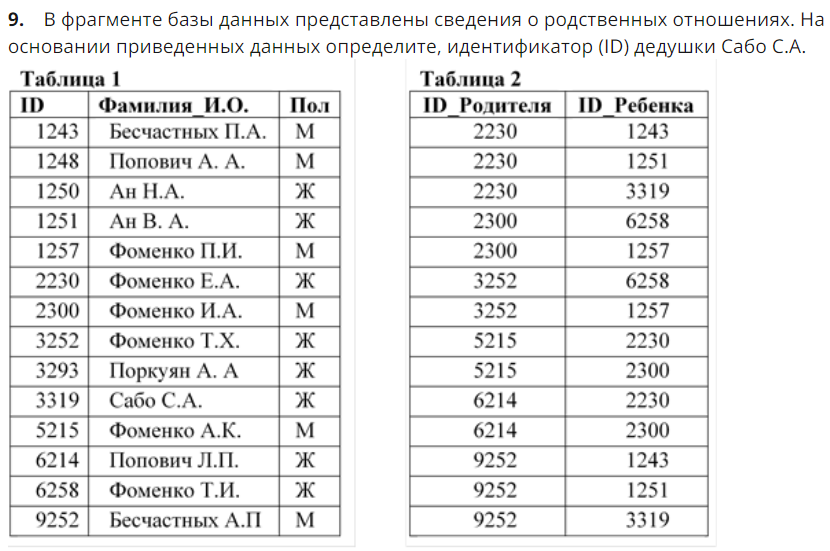 9. В фрагменте базы данных представлены сведения о родственных отношениях. На
основании приведенных данных определите, идентификатор (ID) дедушки Сабо С.А.
Таблица 1
ID Фамилия_И.О. Пол
1243 Бесчастных П.А. М
1248 Попович А. А. М
1250 Ан Н.А. Ж
1251 Ан В. А. Ж
1257 Фоменко П.И. М
2230 Фоменко Е.А. Ж
2300 Фоменко И.А. М
3252 Фоменко Т.Х. Ж
3293 Поркуян А. А Ж
3319 Сабо С.А. Ж
5215 Фоменко А.К. М
6214 Попович Л.П. Ж
6258 Фоменко Т.И. Ж
9252 Бесчастных А.П М
Таблица 2
ID_Родителя ID_Ребенка
2230 1243
2230 1251
2230 3319
2300 6258
2300 1257
3252 6258
3252 1257
5215 2230
5215 2300
6214 2230
6214 2300
9252 1243
9252 1251
9252 3319